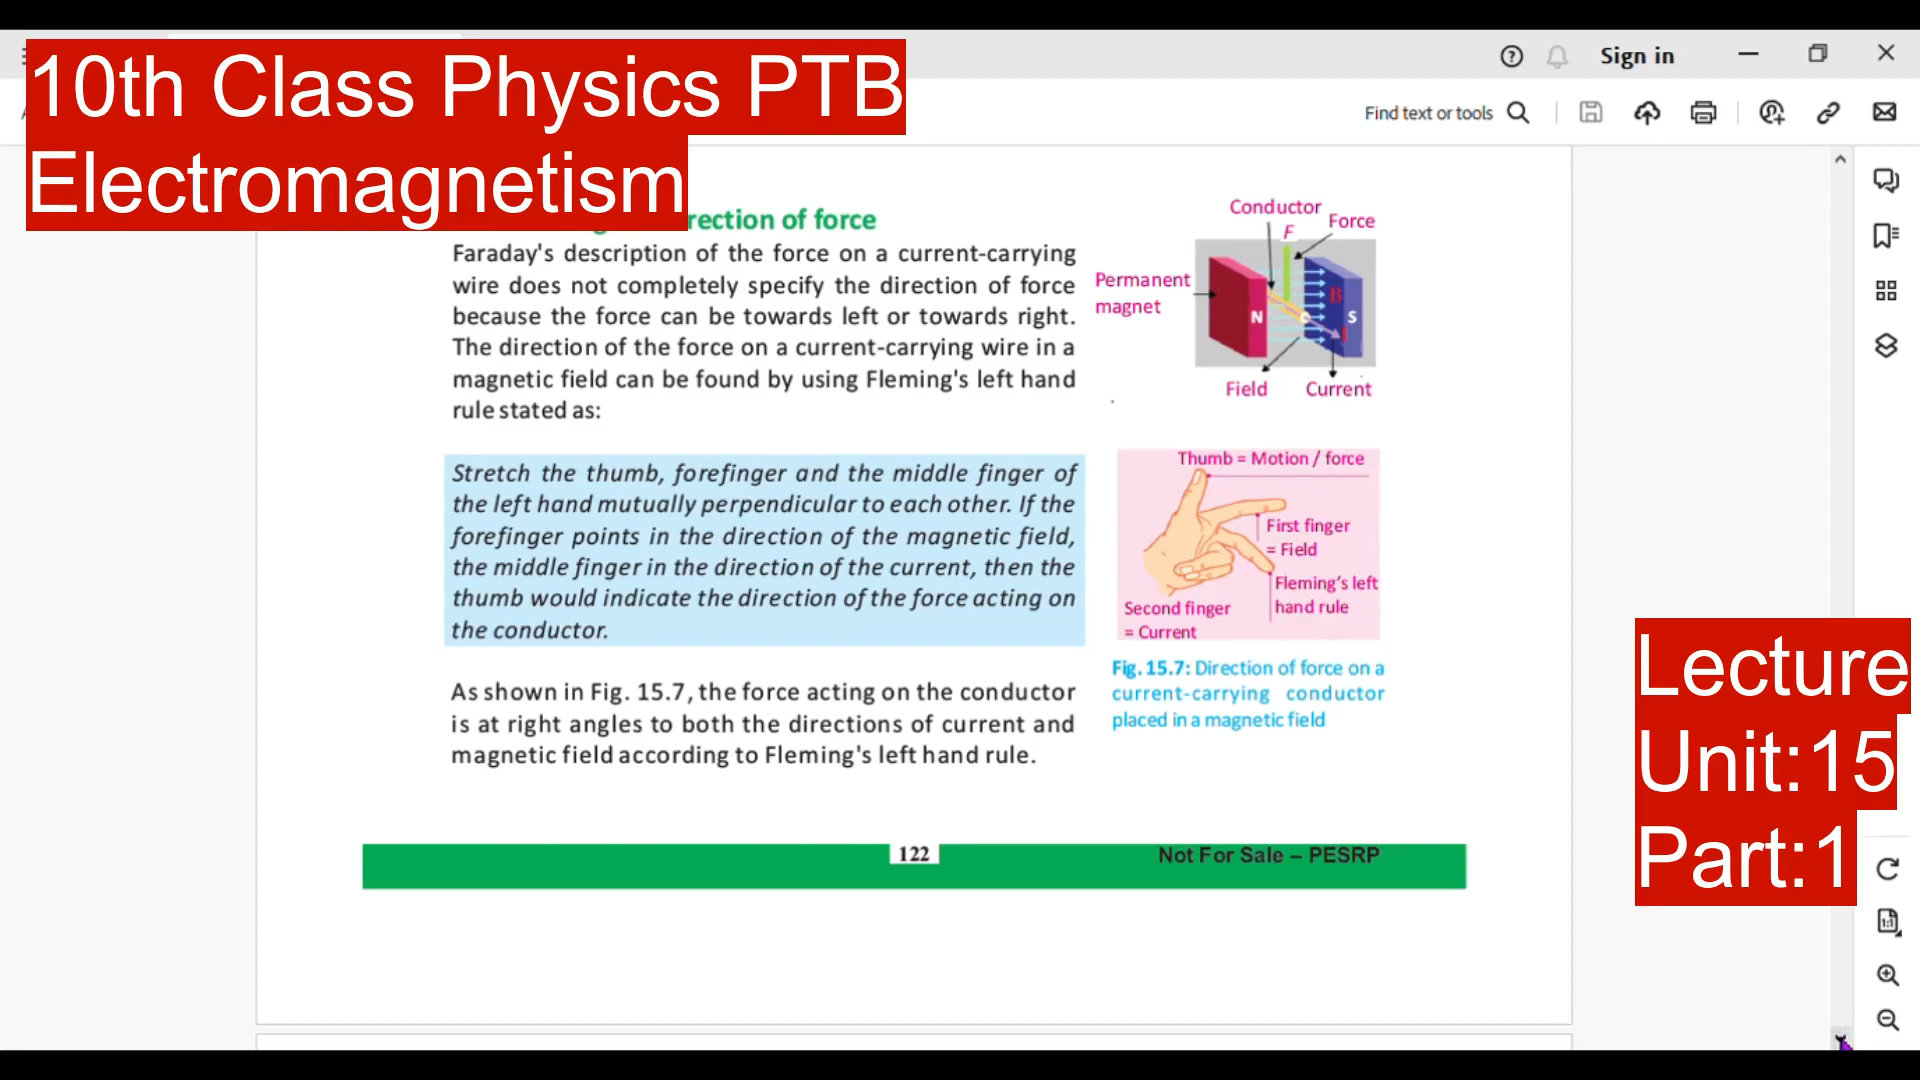 10th Class Physics PTB
Electromagnetism
Sign in
Find text or tools
rection of force
Faraday's description of the force on a current-carrying
wire does not completely specify the direction of force
because the force can be towards left or towards right.
The direction of the force on a current-carrying wire in a
magnetic field can be found by using Fleming's left hand
rule stated as:
Stretch the thumb, forefinger and the middle finger of
the left hand mutually perpendicular to each other. If the
forefinger points in the direction of the magnetic field,
the middle finger in the direction of the current, then the
thumb would indicate the direction of the force acting on
the conductor.
As shown in Fig. 15.7, the force acting on the conductor
is at right angles to both the directions of current and
magnetic field according to Fleming's left hand rule.
Conductor
Force
F
Permanent
magnet
N
B
S
I
Field
Current
Thumb = Motion / force
First finger
= Field
Fleming's left
hand rule
Second finger
= Current
Fig. 15.7: Direction of force on a
current-carrying conductor
placed in a magnetic field
122
Not For Sale – PESRP
Lecture
Unit:15
Part:1
1:1